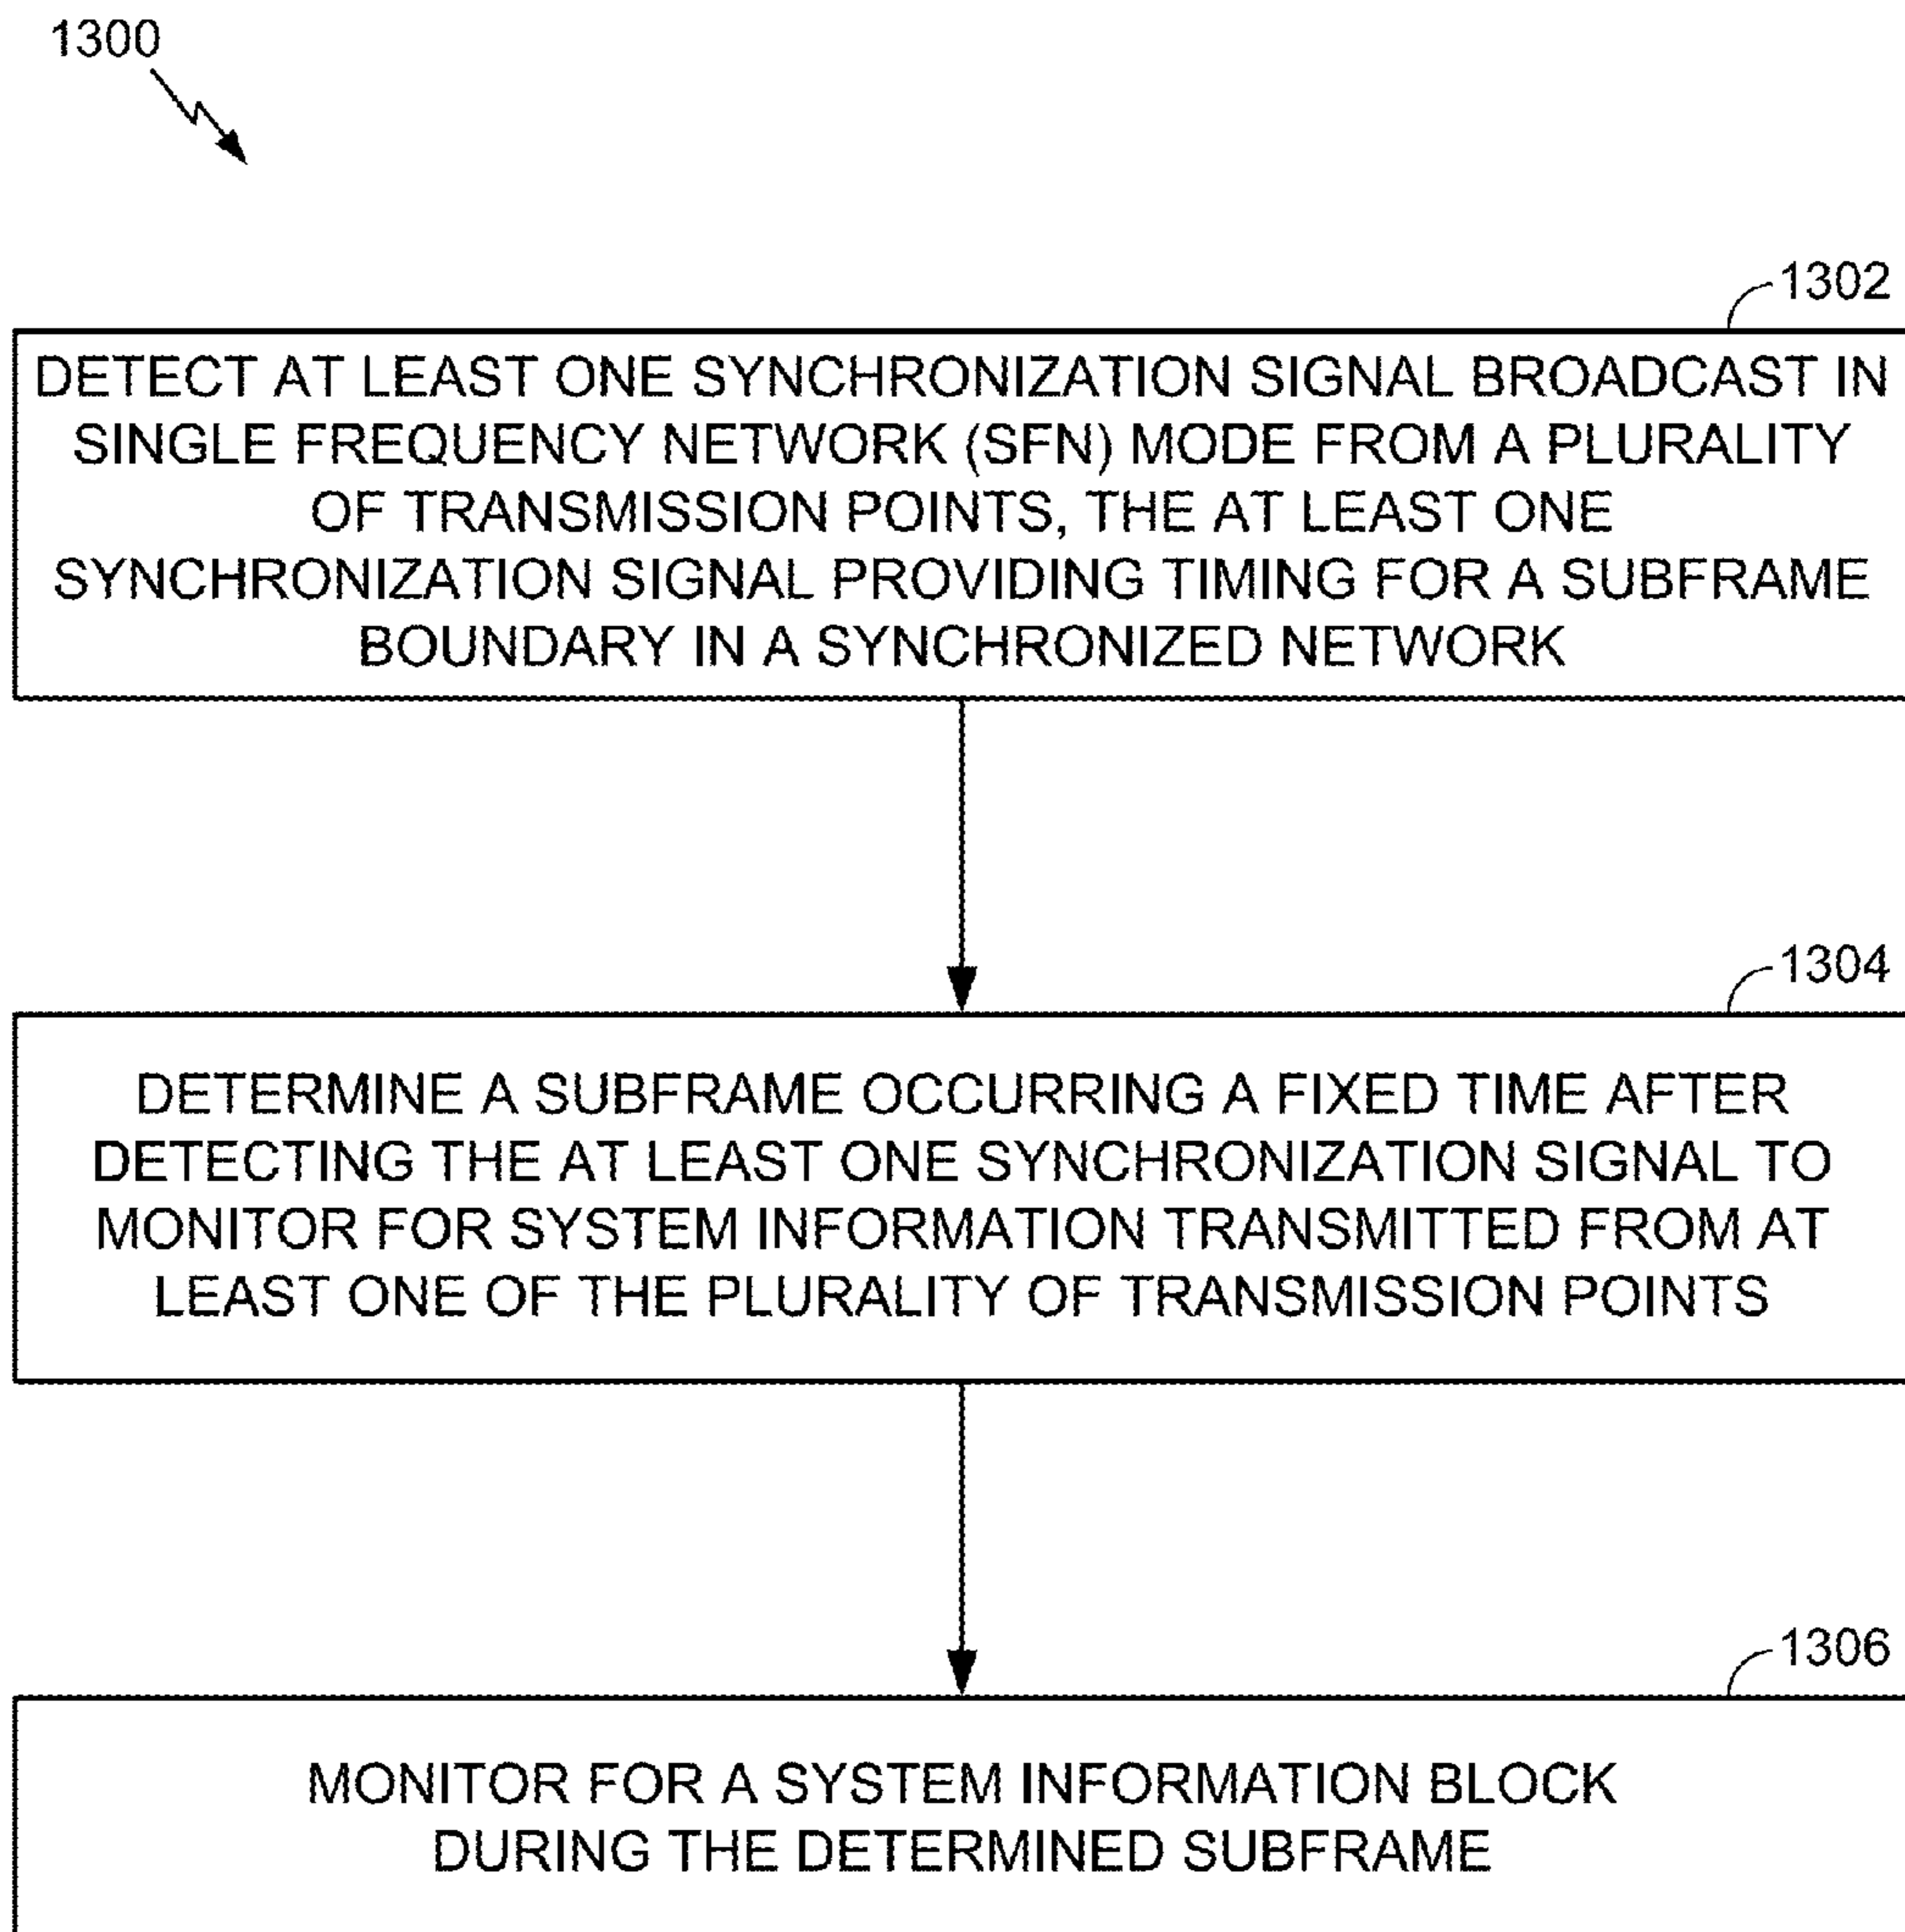 1300
1302
DETECT AT LEAST ONE SYNCHRONIZATION SIGNAL BROADCAST IN
SINGLE FREQUENCY NETWORK (SFN) MODE FROM A PLURALITY
OF TRANSMISSION POINTS, THE AT LEAST ONE
SYNCHRONIZATION SIGNAL PROVIDING TIMING FOR A SUBFRAME
BOUNDARY IN A SYNCHRONIZED NETWORK
1304
DETERMINE A SUBFRAME OCCURRING A FIXED TIME AFTER
DETECTING THE AT LEAST ONE SYNCHRONIZATION SIGNAL TO
MONITOR FOR SYSTEM INFORMATION TRANSMITTED FROM AT
LEAST ONE OF THE PLURALITY OF TRANSMISSION POINTS
1306
MONITOR FOR A SYSTEM INFORMATION BLOCK
DURING THE DETERMINED SUBFRAME